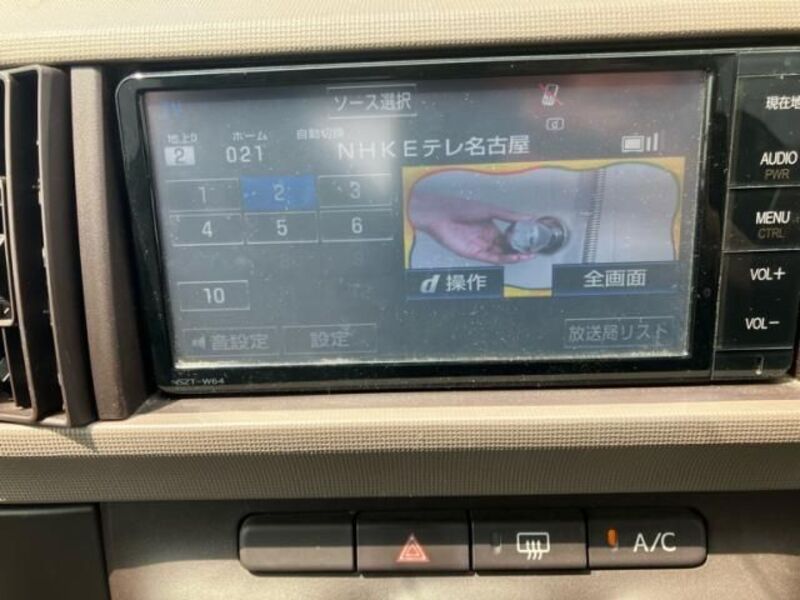 ソース選択
地上D
ホーム
自動切換
2
021
NHKEテレ名古屋
1
2
3
4
5
6
10
d 操作
全画面
音設定
設定
放送局リスト
NSZT-W64
現在地
AUDIO
PWR
MENU
CTRL
VOL+
VOL−
A/C